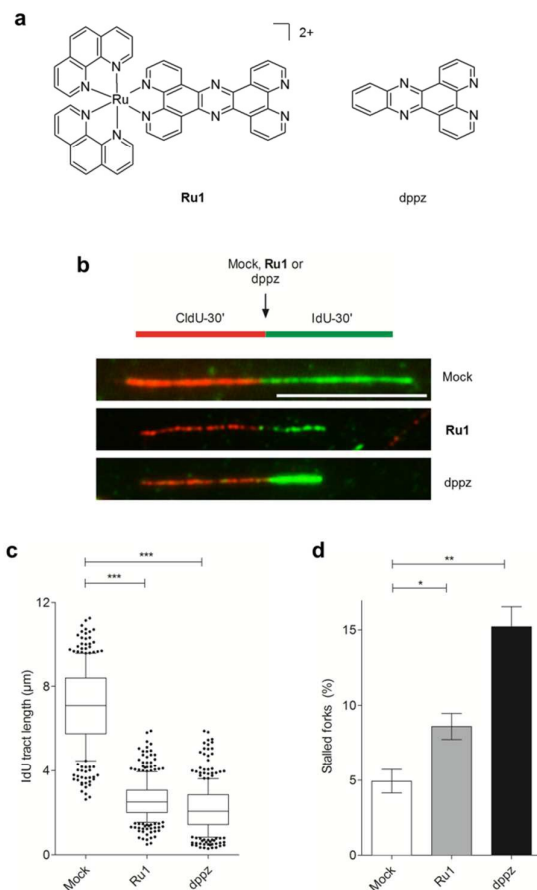 a
2+
N
N
N
N
N
N
N
N
N
N
Ru
N
N
N
N
Ru1
dppz
b
Mock, Ru1 or
dppz
CldU-30'
IdU-30'
Mock
Ru1
dppz
c
***
***
IdU tract length (μm)
12
8
4
0
Mock
Ru1
dppz
d
**
*
Stalled forks (%)
15
10
5
0
Mock
Ru1
dppz